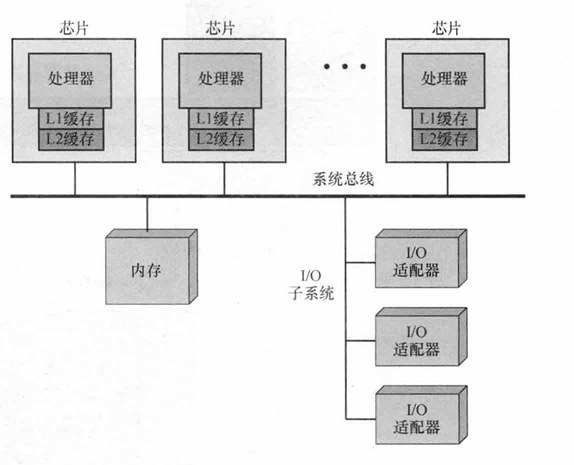 芯片
芯片
芯片
处理器
处理器
处理器
L1缓存
L1缓存
L1缓存
L2缓存
L2缓存
L2缓存
系统总线
内存
I/O
子系统
I/O
适配器
I/O
适配器
I/O
适配器